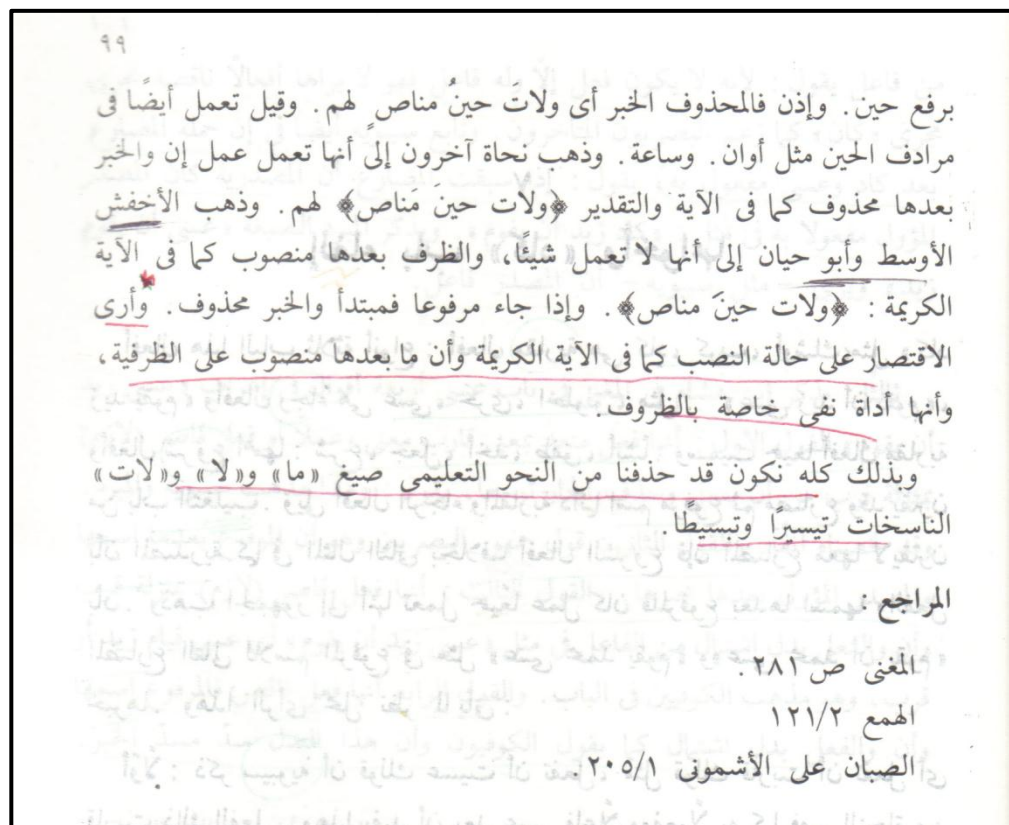 ٩٩
برفع حين . وإذن فالمحذوف الخبر أى ولات حينُ مناصٍ لهم . وقيل تعمل أيضًا فى
مرادف الحين مثل أوان . وساعة . وذهب نحاة آخرون إلى أنها تعمل عمل إن والخبر
بعدها محذوف كما فى الآية والتقدير ﴿ولات حينَ مَناص﴾ لهم . وذهب الأخفش
الأوسط وأبو حيان إلى أنها لا تعمل شيئًا، والظرف بعدها منصوب كما فى الآية
الكريمة : ﴿ولات حينَ مناص﴾. وإذا جاء مرفوعا فمبتدأ والخبر محذوف . وأرى
الاقتصار على حالة النصب كما فى الآية الكريمة وأن ما بعدها منصوب على الظرفية،
وأنها أداة نفى خاصة بالظروف.
وبذلك كله نكون قد حذفنا من النحو التعليمى صيغ «ما» و«لا» و«لات»
الناسخات تيسيرًا وتبسيطًا.
المراجع :
المغنى ص ٢٨١ .
الهمع ١٢١/٢
الصبان على الأشمونى ٢٠٥/١ .